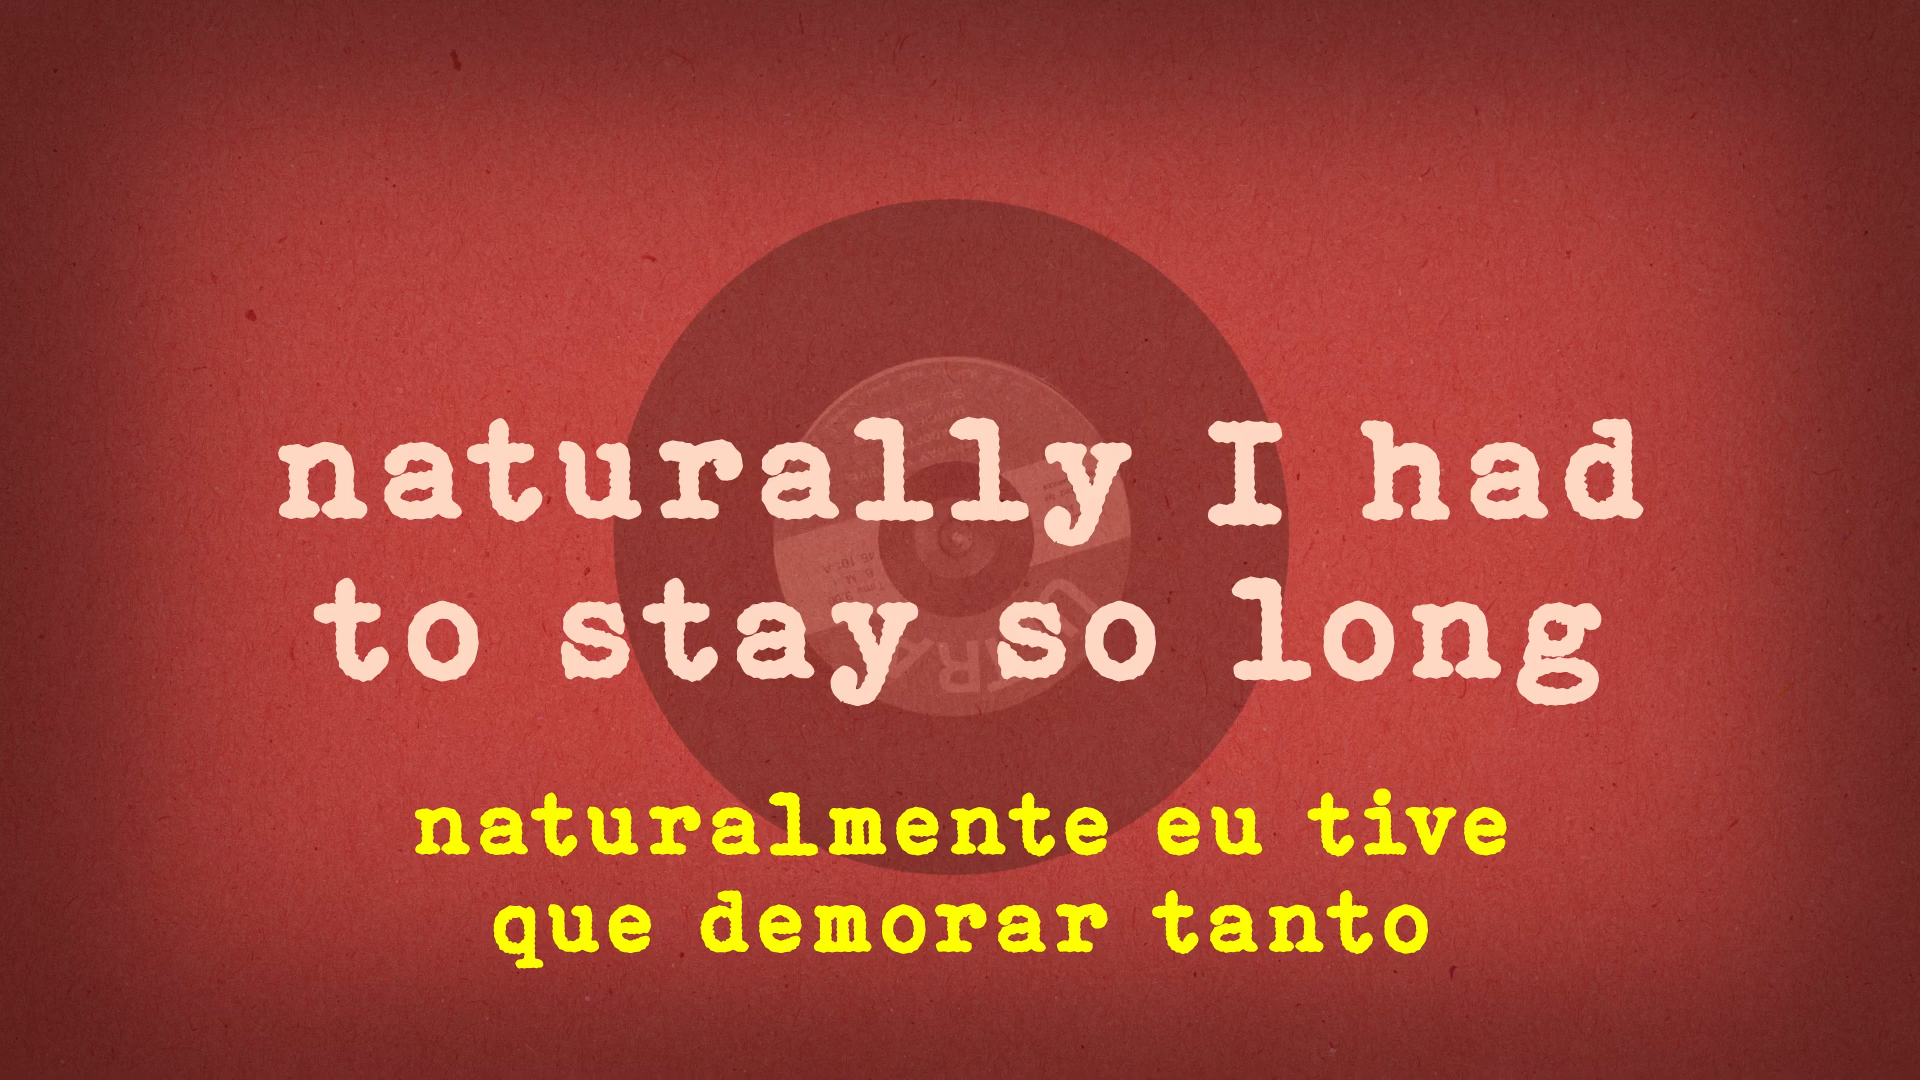 naturally I had
to stay so long
naturalmente eu tive
que demorar tanto